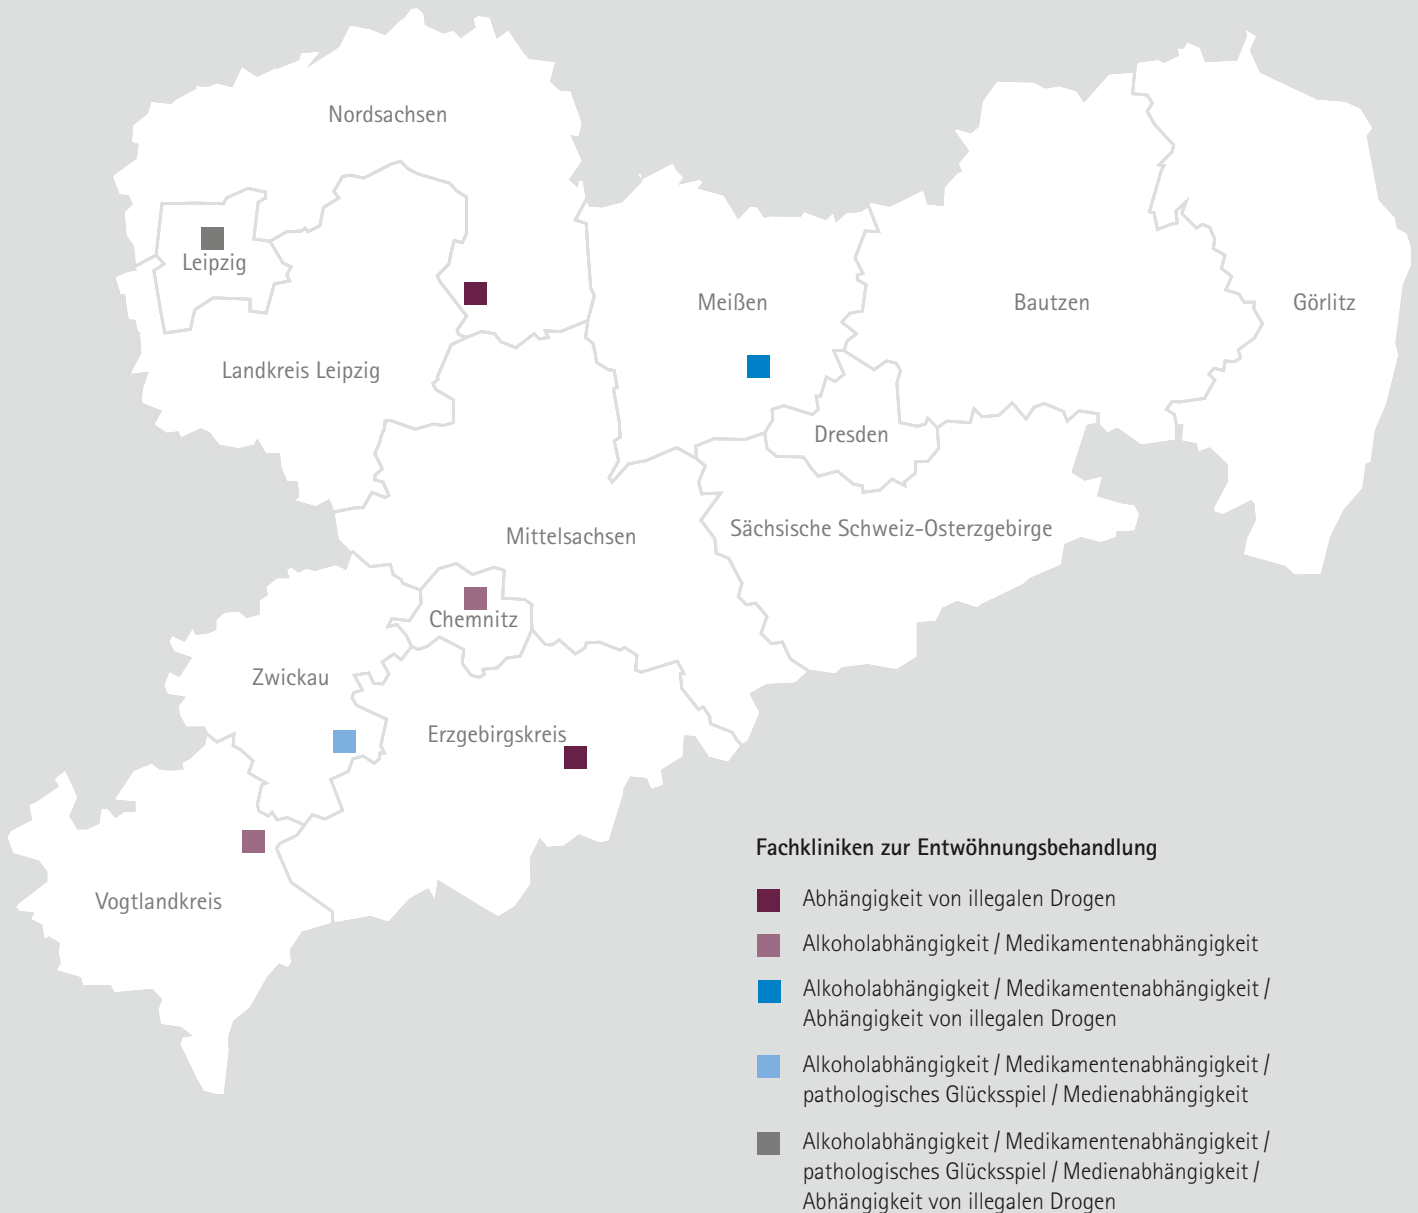 Nordsachsen
Leipzig
Meißen
Bautzen
Görlitz
Landkreis Leipzig
Dresden
Mittelsachsen
Sächsische Schweiz-Osterzgebirge
Chemnitz
Zwickau
Erzgebirgskreis
Vogtlandkreis
Fachkliniken zur Entwöhnungsbehandlung
Abhängigkeit von illegalen Drogen
Alkoholabhängigkeit / Medikamentenabhängigkeit
Alkoholabhängigkeit / Medikamentenabhängigkeit /
Abhängigkeit von illegalen Drogen
Alkoholabhängigkeit / Medikamentenabhängigkeit /
pathologisches Glücksspiel / Medienabhängigkeit
Alkoholabhängigkeit / Medikamentenabhängigkeit /
pathologisches Glücksspiel / Medienabhängigkeit /
Abhängigkeit von illegalen Drogen